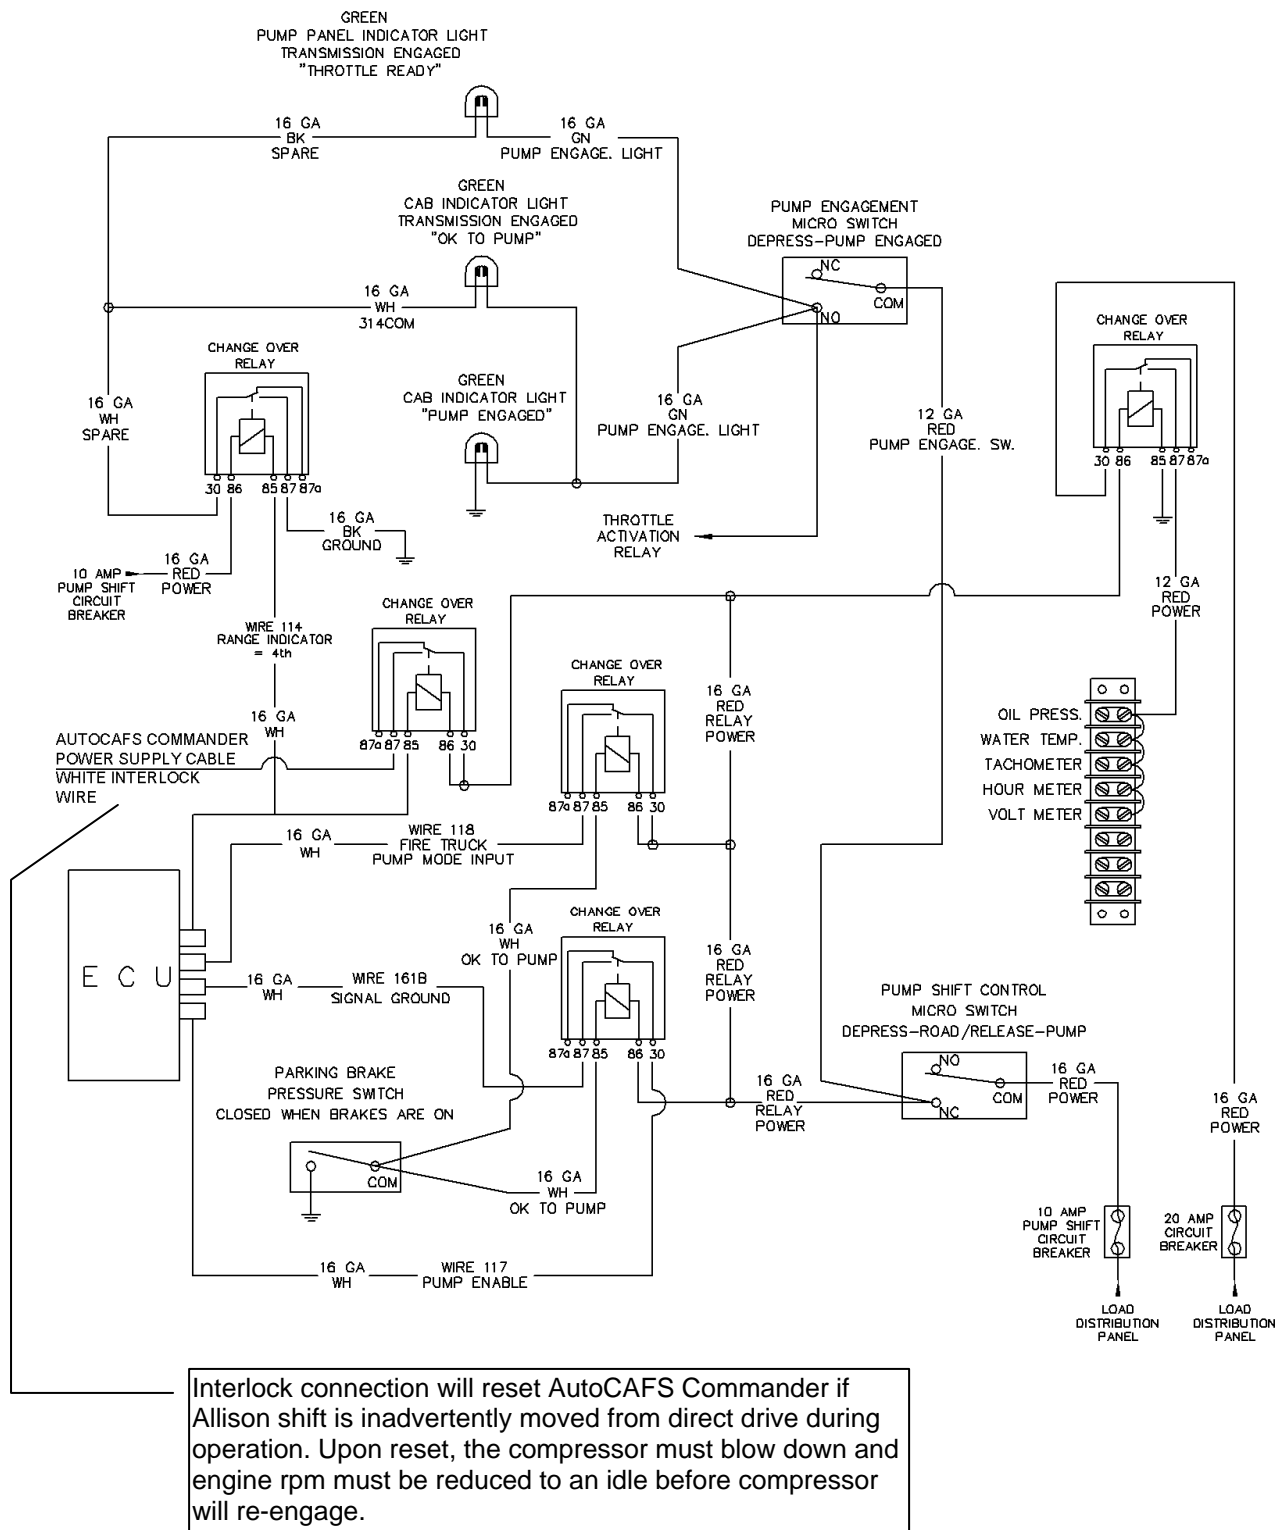 GREEN
PUMP PANEL INDICATOR LIGHT
TRANSMISSION ENGAGED
"THROTTLE READY"
16 GA
BK
SPARE
16 GA
GN
PUMP ENGAGE. LIGHT
GREEN
CAB INDICATOR LIGHT
TRANSMISSION ENGAGED
"OK TO PUMP"
16 GA
WH
314COM
PUMP ENGAGEMENT
MICRO SWITCH
DEPRESS-PUMP ENGAGED
NC
COM
NO
CHANGE OVER
RELAY
30 86 85 87 87a
CHANGE OVER
RELAY
30 86 85 87 87a
16 GA
WH
SPARE
GREEN
CAB INDICATOR LIGHT
"PUMP ENGAGED"
16 GA
GN
PUMP ENGAGE. LIGHT
12 GA
RED
PUMP ENGAGE. SW.
16 GA
BK
GROUND
THROTTLE
ACTIVATION
RELAY
10 AMP
PUMP SHIFT
CIRCUIT
BREAKER
16 GA
RED
POWER
12 GA
RED
POWER
WIRE 114
RANGE INDICATOR
= 4th
CHANGE OVER
RELAY
87a 87 85 86 30
CHANGE OVER
RELAY
87a 87 85 86 30
16 GA
RED
RELAY
POWER
16 GA
WH
AUTOCAFS COMMANDER
POWER SUPPLY CABLE
WHITE INTERLOCK
WIRE
OIL PRESS.
WATER TEMP.
TACHOMETER
HOUR METER
VOLT METER
16 GA
WH
WIRE 118
FIRE TRUCK
PUMP MODE INPUT
16 GA
WH
OK TO PUMP
CHANGE OVER
RELAY
87a 87 85 86 30
16 GA
RED
RELAY
POWER
ECU
16 GA
WH
WIRE 161B
SIGNAL GROUND
PUMP SHIFT CONTROL
MICRO SWITCH
DEPRESS-ROAD/RELEASE-PUMP
NO
COM
NC
16 GA
RED
POWER
16 GA
RED
RELAY
POWER
16 GA
RED
POWER
PARKING BRAKE
PRESSURE SWITCH
CLOSED WHEN BRAKES ARE ON
COM
16 GA
WH
OK TO PUMP
10 AMP
PUMP SHIFT
CIRCUIT
BREAKER
20 AMP
CIRCUIT
BREAKER
16 GA
WH
WIRE 117
PUMP ENABLE
LOAD
DISTRIBUTION
PANEL
LOAD
DISTRIBUTION
PANEL
Interlock connection will reset AutoCAFS Commander if
Allison shift is inadvertently moved from direct drive during
operation. Upon reset, the compressor must blow down and
engine rpm must be reduced to an idle before compressor
will re-engage.